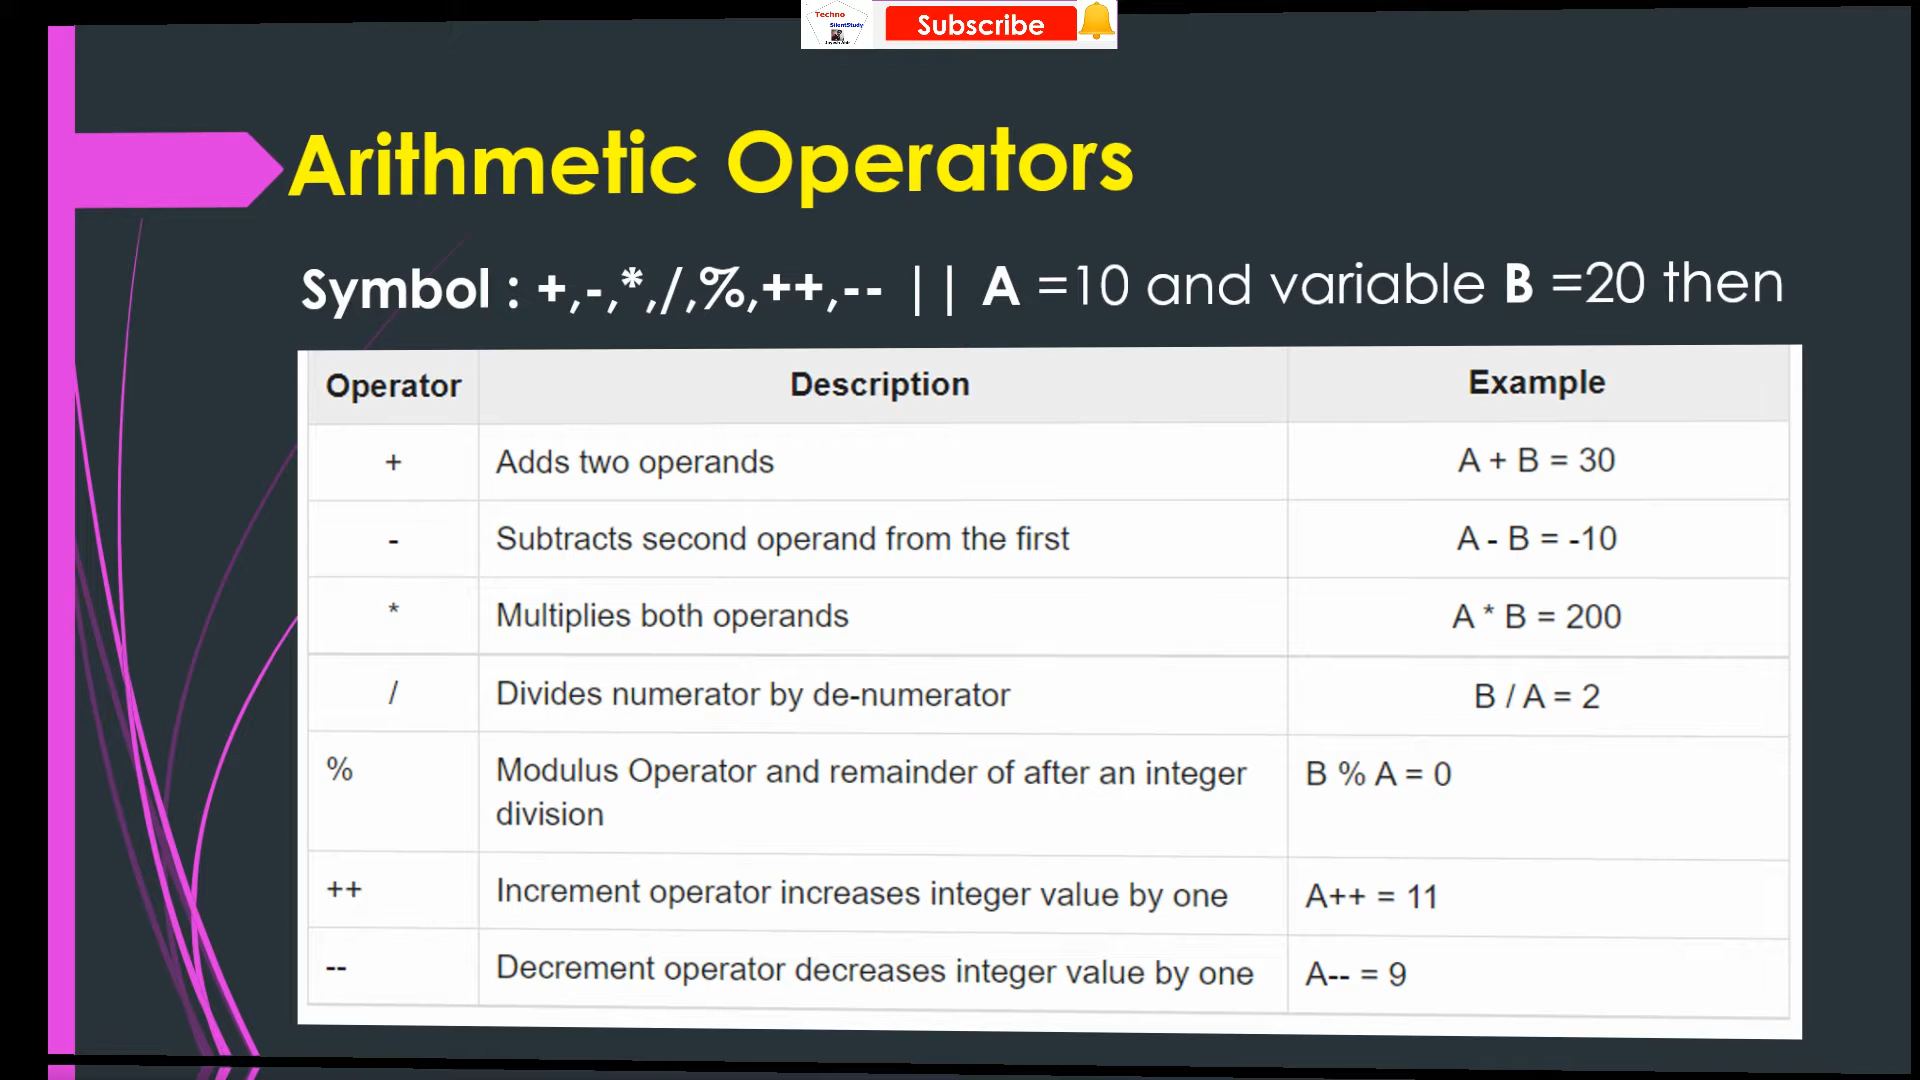 Techno
SilentStudy
Subscribe
Arithmetic Operators
Symbol : +,-,*,/,%,++,-- || A =10 and variable B =20 then
Operator Description Example
+ Adds two operands A + B = 30
- Subtracts second operand from the first A - B = -10
* Multiplies both operands A * B = 200
/ Divides numerator by de-numerator B / A = 2
% Modulus Operator and remainder of after an integer B % A = 0
division
++ Increment operator increases integer value by one A++ = 11
-- Decrement operator decreases integer value by one A-- = 9